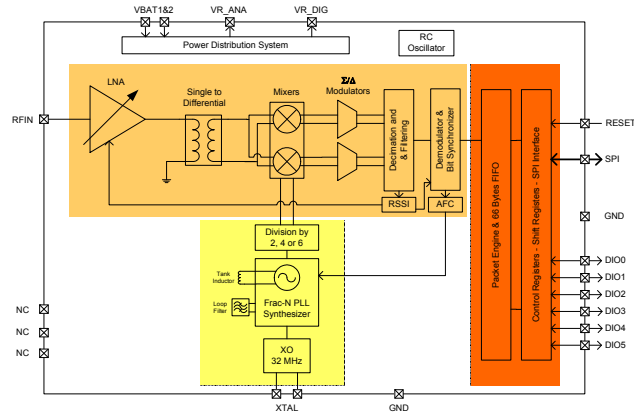 VBAT1&2
VR_ANA
VR_DIG
Power Distribution System
RC
Oscillator
LNA
Single to
Differential
Mixers
Σ/Δ
Modulators
RFIN
Decimation and
& Filtering
Demodulator &
Bit Synchronizer
RSSI
AFC
Packet Engine & 66 Bytes FIFO
Control Registers - Shift Registers - SPI Interface
RESET
SPI
GND
DIO0
DIO1
DIO2
DIO3
DIO4
DIO5
Division by
2, 4 or 6
Tank
Inductor
Loop
Filter
Frac-N PLL
Synthesizer
XO
32 MHz
NC
NC
NC
XTAL
GND